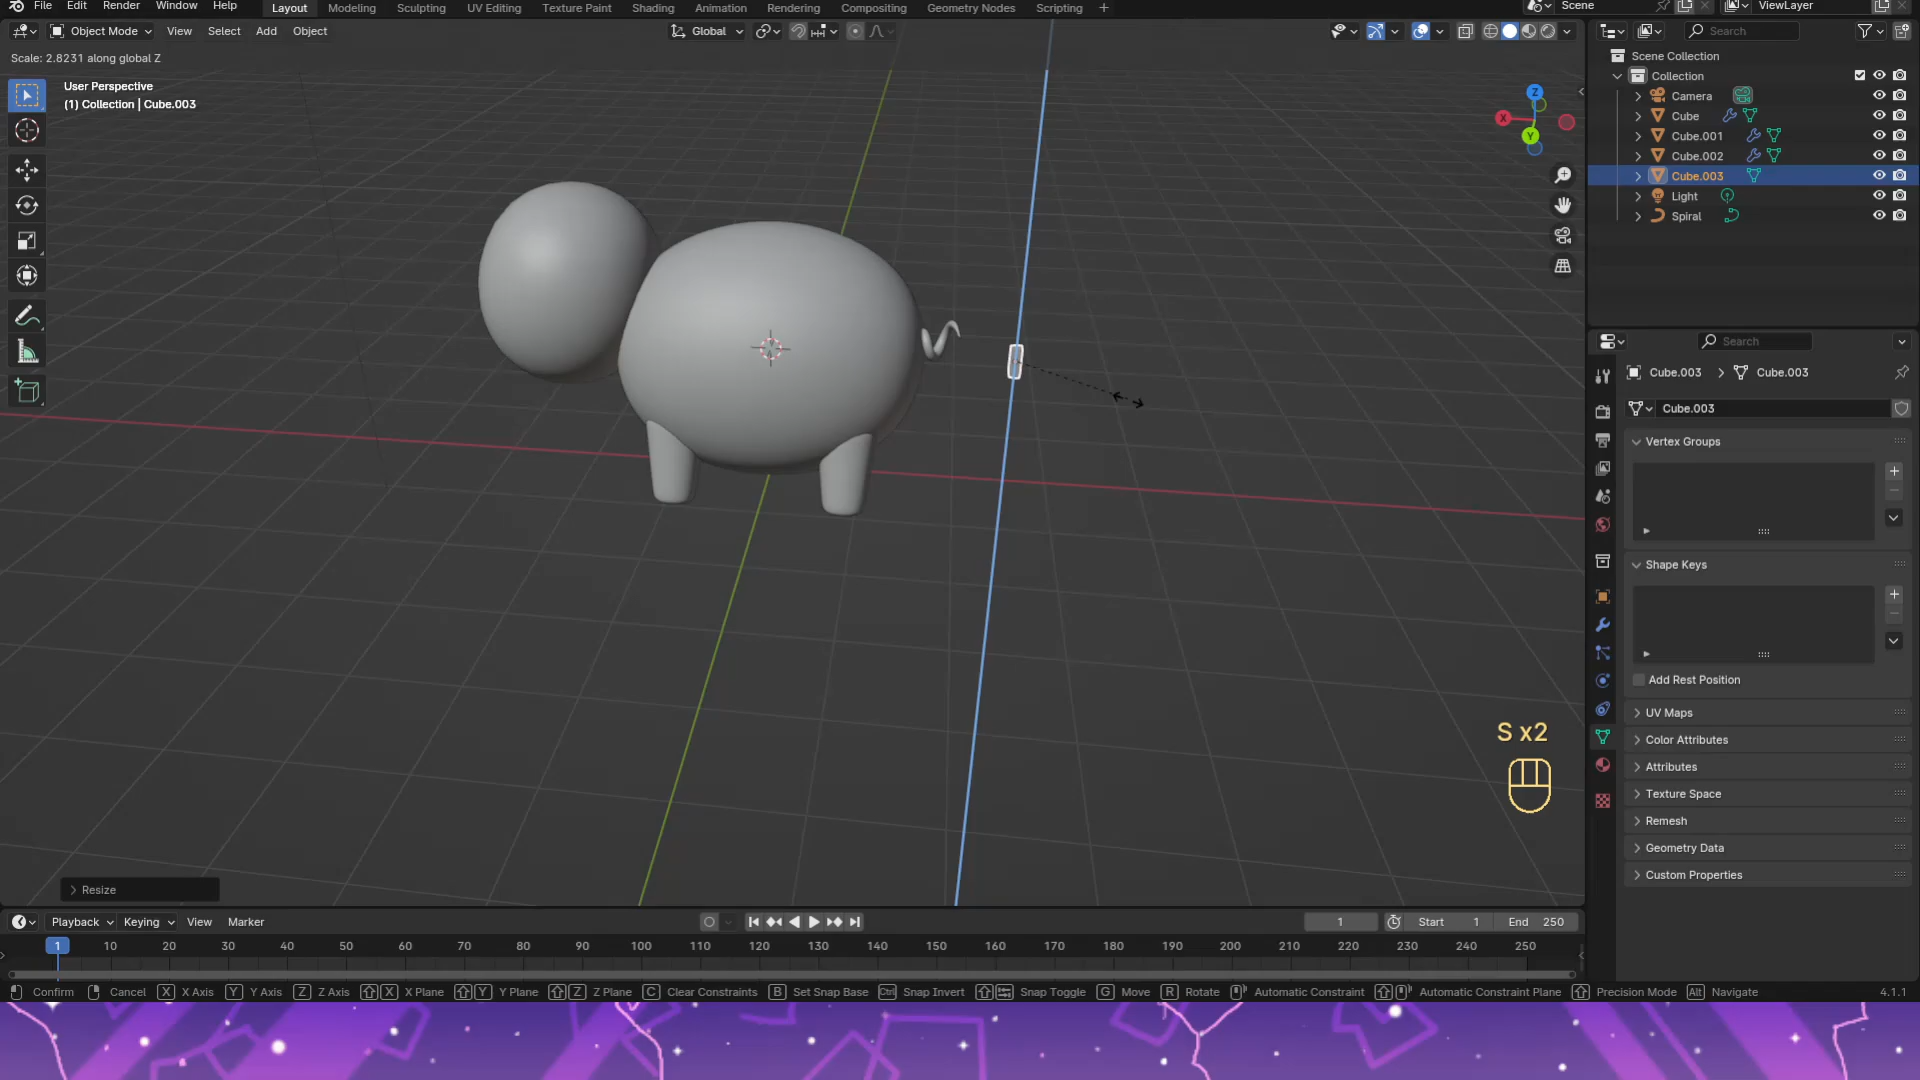 File Edit Render Window Help Layout Modeling Sculpting UV Editing Texture Paint Shading Animation Rendering Compositing Geometry Nodes Scripting + Scene ViewLayer
Object Mode View Select Add Object Global Search
Scale: 2.8231 along global Z
User Perspective
(1) Collection | Cube.003
Scene Collection
Collection
Camera
Cube
Cube.001
Cube.002
Cube.003
Light
Spiral
Z
X
Y
Search
Cube.003 > Cube.003
Cube.003
Vertex Groups
Shape Keys
Add Rest Position
UV Maps
Color Attributes
Attributes
Texture Space
Remesh
Geometry Data
Custom Properties
S x2
Resize
Playback Keying View Marker 1 Start 1 End 250
1 10 20 30 40 50 60 70 80 90 100 110 120 130 140 150 160 170 180 190 200 210 220 230 240 250
Confirm Cancel X X Axis Y Y Axis Z Z Axis X X Plane Y Y Plane Z Z Plane C Clear Constraints B Set Snap Base Ctrl Snap Invert Snap Toggle G Move R Rotate Automatic Constraint Automatic Constraint Plane Precision Mode Alt Navigate 4.1.1